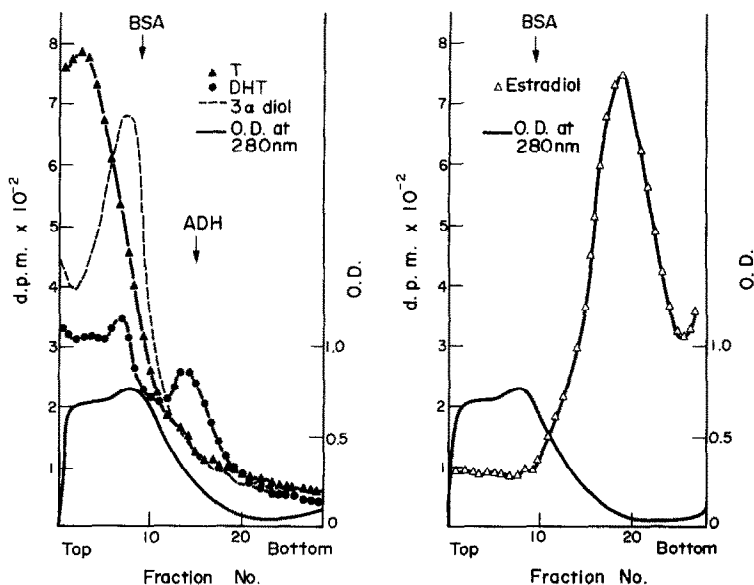 BSA
T
DHT
3α diol
O.D. at
280nm
ADH
8
7
6
5
4
3
2
1
d.p.m. x 10⁻²
1.0
0.5
0
O.D.
Top
10
20
Bottom
Fraction No.
BSA
Estradiol
O.D. at
280nm
8
7
6
5
4
3
2
1
d.p.m. x 10⁻²
1.0
0.5
0
O.D.
Top
10
20
Bottom
Fraction No.